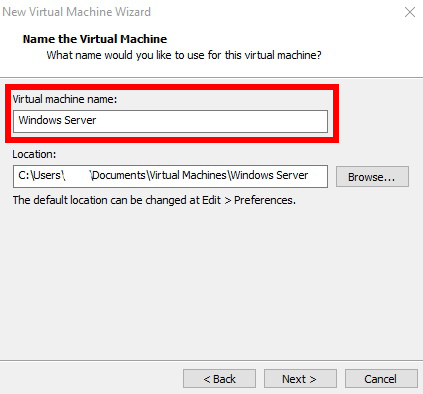 New Virtual Machine Wizard
Name the Virtual Machine
What name would you like to use for this virtual machine?
Virtual machine name:
Windows Server
Location:
C:\Users\ \Documents\Virtual Machines\Windows Server
Browse...
The default location can be changed at Edit > Preferences.
< Back Next > Cancel